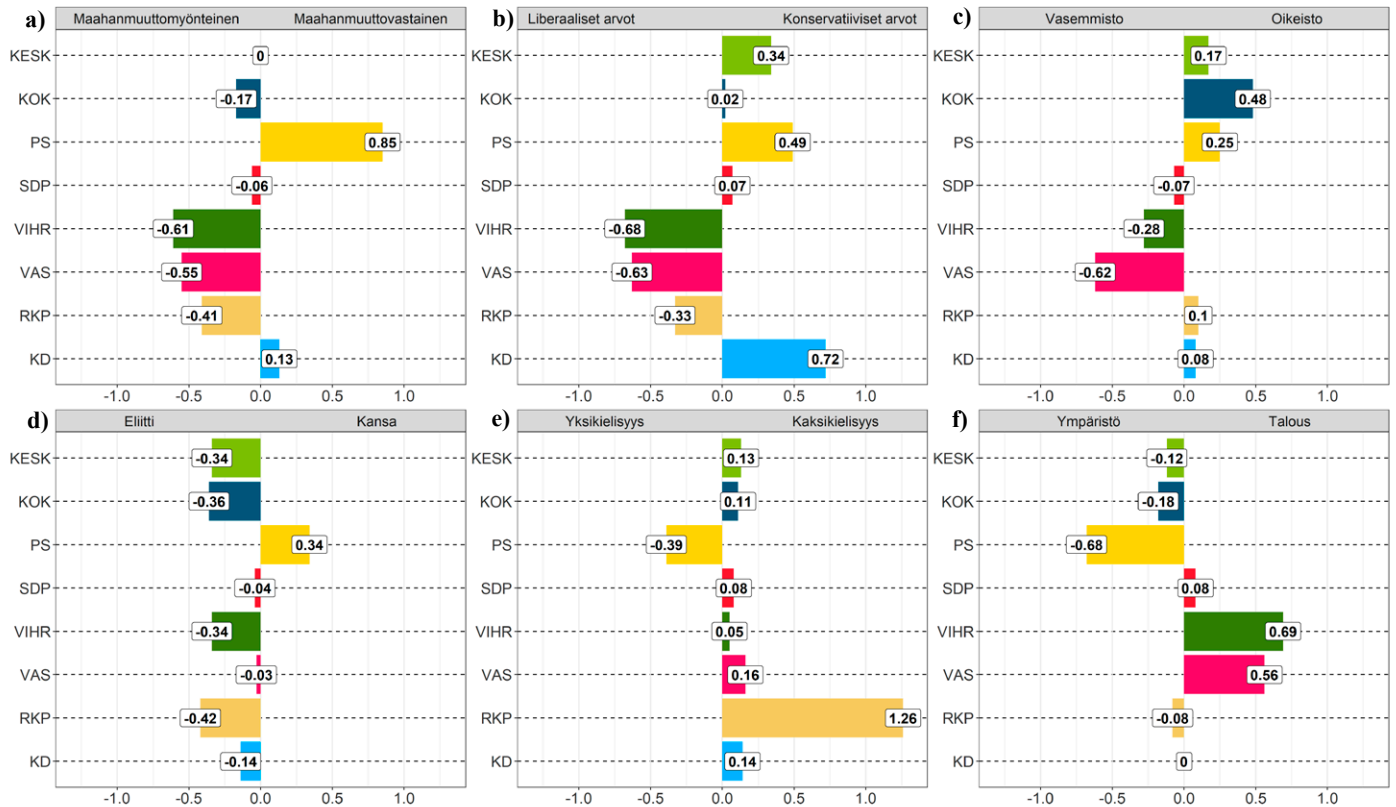 a) Maahanmuuttomyönteinen Maahanmuuttovastainen
KESK 0
KOK -0.17
PS 0.85
SDP -0.06
VIHR -0.61
VAS -0.55
RKP -0.41
KD 0.13
-1.0 -0.5 0.0 0.5 1.0
b) Liberaaliset arvot Konservatiiviset arvot
KESK 0.34
KOK 0.02
PS 0.49
SDP 0.07
VIHR -0.68
VAS -0.63
RKP -0.33
KD 0.72
-1.0 -0.5 0.0 0.5 1.0
c) Vasemmisto Oikeisto
KESK 0.17
KOK 0.48
PS 0.25
SDP -0.07
VIHR -0.28
VAS -0.62
RKP 0.1
KD 0.08
-1.0 -0.5 0.0 0.5 1.0
d) Eliitti Kansa
KESK -0.34
KOK -0.36
PS 0.34
SDP -0.04
VIHR -0.34
VAS -0.03
RKP -0.42
KD -0.14
-1.0 -0.5 0.0 0.5 1.0
e) Yksikielisyys Kaksikielisyys
KESK 0.13
KOK 0.11
PS -0.39
SDP 0.08
VIHR 0.05
VAS 0.16
RKP 1.26
KD 0.14
-1.0 -0.5 0.0 0.5 1.0
f) Ympäristö Talous
KESK -0.12
KOK -0.18
PS -0.68
SDP 0.08
VIHR 0.69
VAS 0.56
RKP -0.08
KD 0
-1.0 -0.5 0.0 0.5 1.0